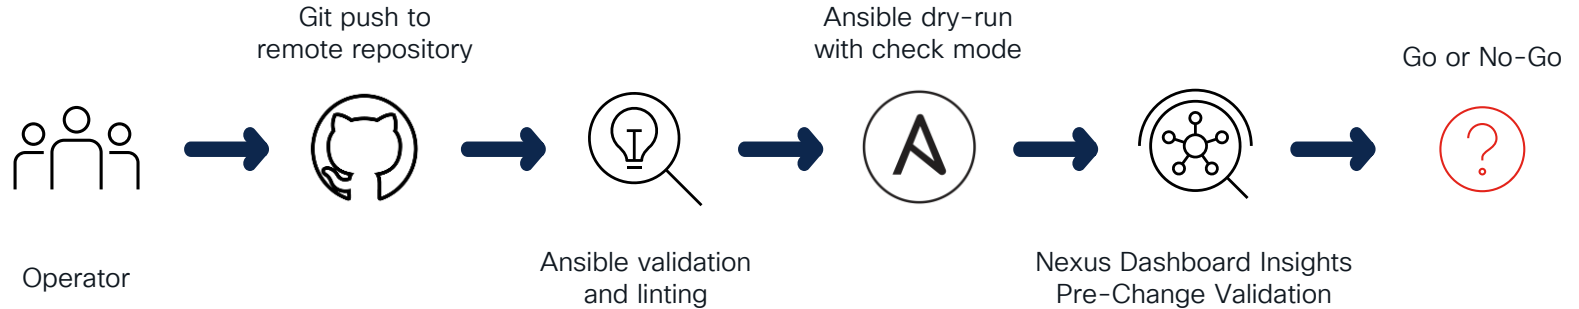 Git push to
remote repository
Ansible dry-run
with check mode
Go or No-Go
Operator
Ansible validation
and linting
Nexus Dashboard Insights
Pre-Change Validation